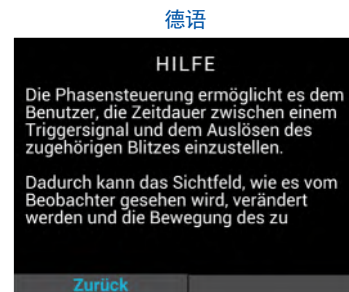 德语
HILFE
Die Phasensteuerung ermöglicht es dem
Benutzer, die Zeitdauer zwischen einem
Triggersignal und dem Auslösen des
zugehörigen Blitzes einzustellen.
Dadurch kann das Sichtfeld, wie es vom
Beobachter gesehen wird, verändert
werden und die Bewegung des zu
Zurück